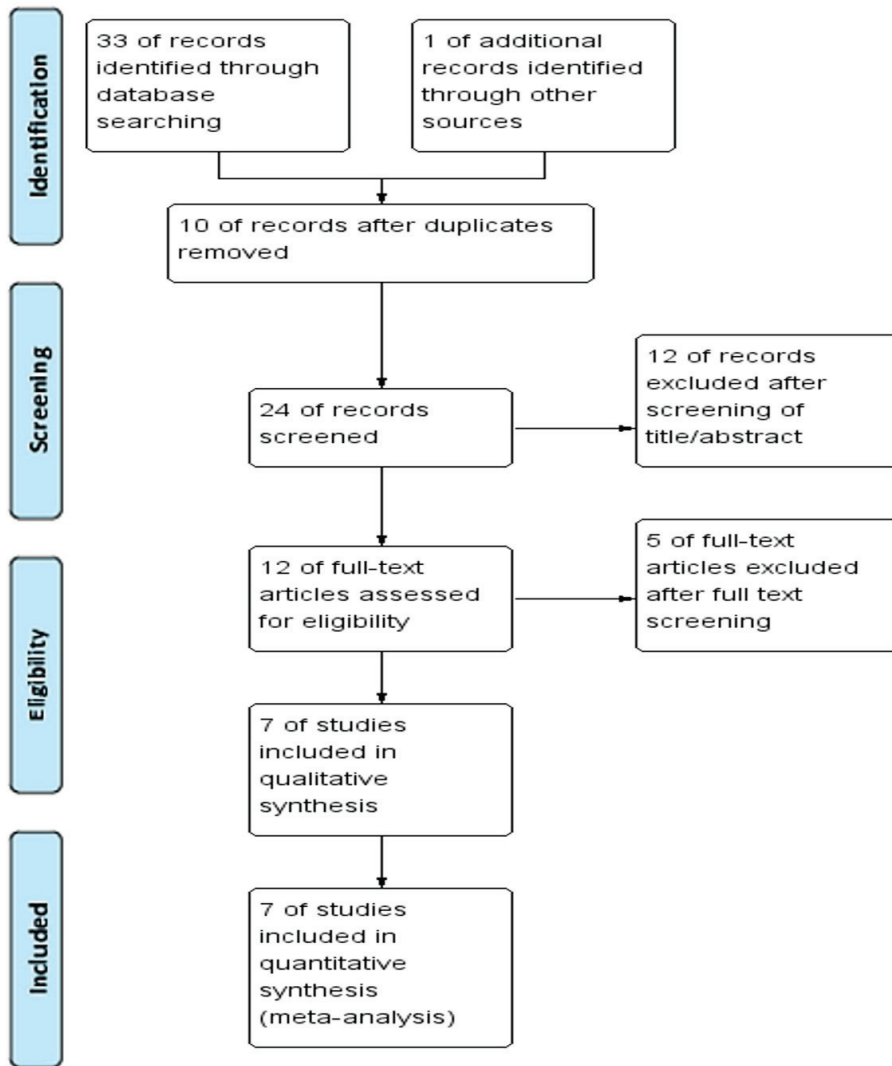 Identification
33 of records
identified through
database
searching
1 of additional
records identified
through other
sources
10 of records after duplicates
removed
Screening
24 of records
screened
12 of records
excluded after
screening of
title/abstract
Eligibility
12 of full-text
articles assessed
for eligibility
5 of full-text
articles excluded
after full text
screening
7 of studies
included in
qualitative
synthesis
Included
7 of studies
included in
quantitative
synthesis
(meta-analysis)